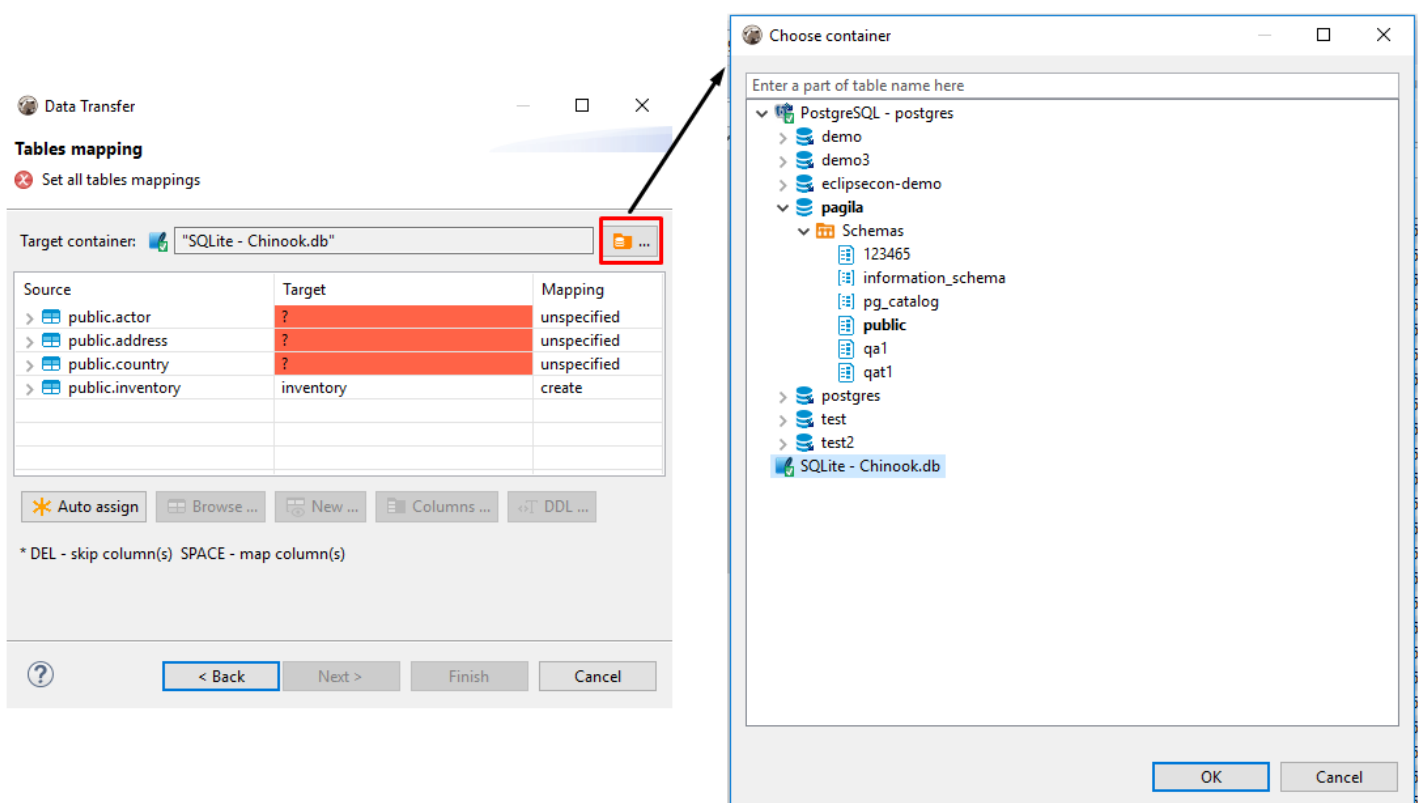 Data Transfer
Tables mapping
Set all tables mappings
Target container: "SQLite - Chinook.db" ...
Source Target Mapping
public.actor ? unspecified
public.address ? unspecified
public.country ? unspecified
public.inventory inventory create
Auto assign Browse ... New ... Columns ... DDL ...
* DEL - skip column(s) SPACE - map column(s)
< Back Next > Finish Cancel
Choose container
Enter a part of table name here
PostgreSQL - postgres
demo
demo3
eclipsecon-demo
pagila
Schemas
123465
information_schema
pg_catalog
public
qa1
qat1
postgres
test
test2
SQLite - Chinook.db
OK Cancel